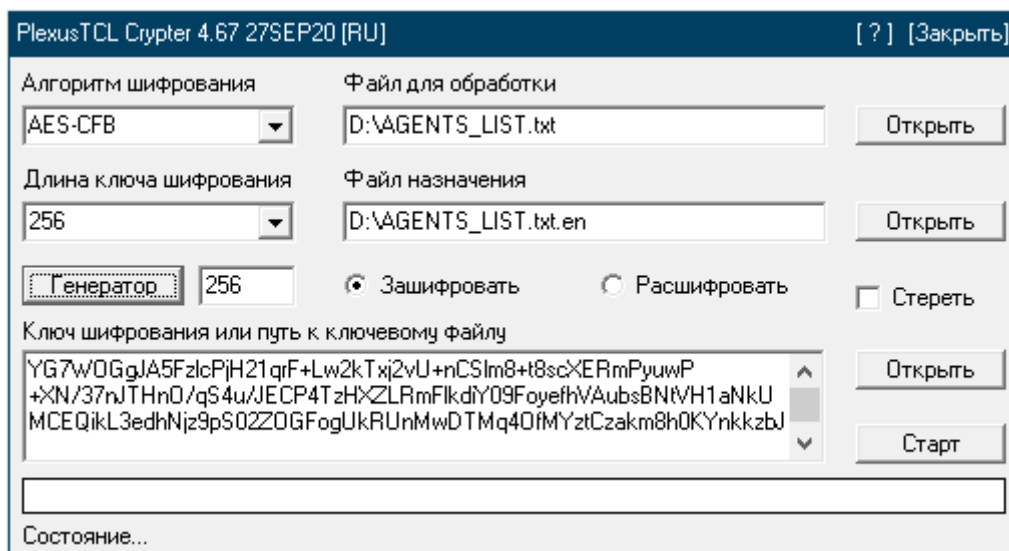 PlexusTCL Crypter 4.67 27SEP20 [RU] [ ? ] [Закрыть]
Алгоритм шифрования Файл для обработки
AES-CFB D:\AGENTS_LIST.txt Открыть
Длина ключа шифрования Файл назначения
256 D:\AGENTS_LIST.txt.en Открыть
Генератор 256 Зашифровать Расшифровать Стереть
Ключ шифрования или путь к ключевому файлу
YG7WOGgJA5FzlcPjH21qrF+Lw2kTxj2vU+nCSlm8+t8scXERmPyuwP Открыть
+XN/37nJTHnO/qS4u/JECP4TzHXZLRmFlkdiY09FoyefhVAubsBNtVH1aNkU
MCEQikL3edhNjz9pS02ZOGFogUkRUnMwDTMq4OfMYztCzakm8h0KYnkkzbJ Старт
Состояние...